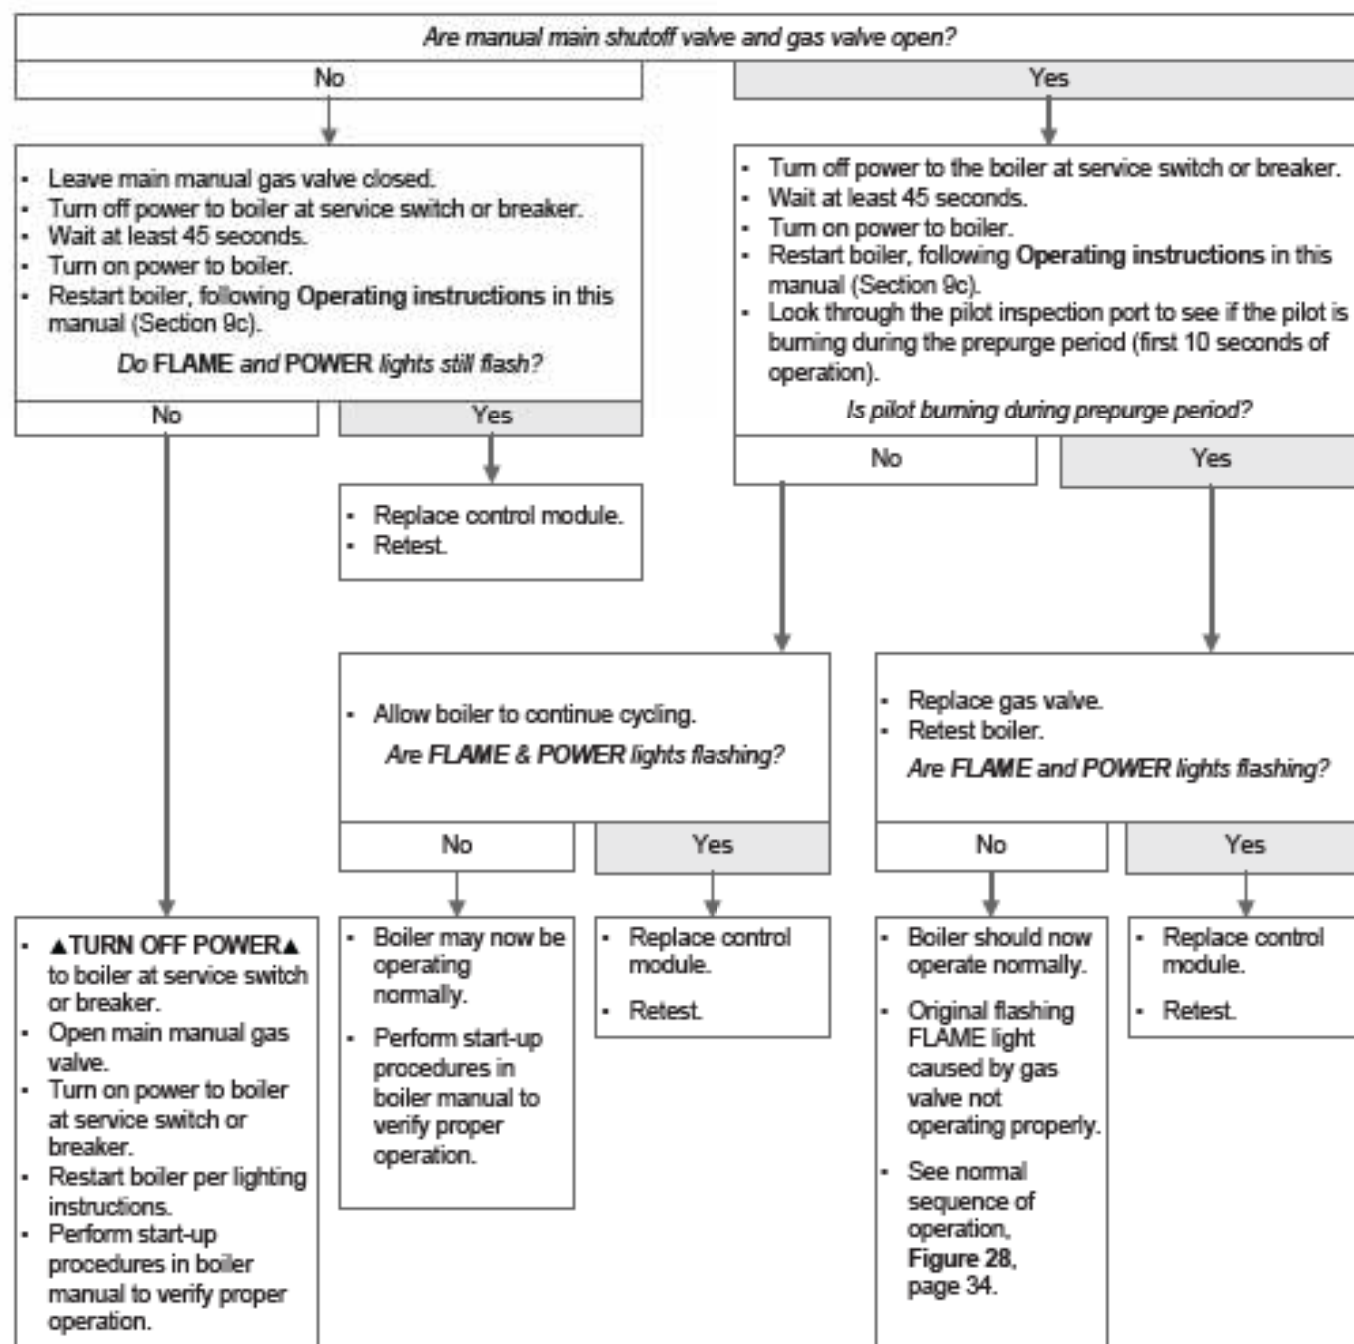 Are manual main shutoff valve and gas valve open?
No
Yes
▪ Leave main manual gas valve closed.
▪ Turn off power to boiler at service switch or breaker.
▪ Wait at least 45 seconds.
▪ Turn on power to boiler.
▪ Restart boiler, following Operating instructions in this
manual (Section 9c).
Do FLAME and POWER lights still flash?
No
Yes
▪ Replace control module.
▪ Retest.
▪ Turn off power to the boiler at service switch or breaker.
▪ Wait at least 45 seconds.
▪ Turn on power to boiler.
▪ Restart boiler, following Operating instructions in this
manual (Section 9c).
▪ Look through the pilot inspection port to see if the pilot is
burning during the prepurge period (first 10 seconds of
operation).
Is pilot burning during prepurge period?
No
Yes
▪ Allow boiler to continue cycling.
Are FLAME & POWER lights flashing?
No
Yes
▪ Replace gas valve.
▪ Retest boiler.
Are FLAME and POWER lights flashing?
No
Yes
▪ ▲TURN OFF POWER▲
to boiler at service switch
or breaker.
▪ Open main manual gas
valve.
▪ Turn on power to boiler
at service switch or
breaker.
▪ Restart boiler per lighting
instructions.
▪ Perform start-up
procedures in boiler
manual to verify proper
operation.
▪ Boiler may now be
operating
normally.
▪ Perform start-up
procedures in
boiler manual to
verify proper
operation.
▪ Replace control
module.
▪ Retest.
▪ Boiler should now
operate normally.
▪ Original flashing
FLAME light
caused by gas
valve not
operating properly.
▪ See normal
sequence of
operation,
Figure 28,
page 34.
▪ Replace control
module.
▪ Retest.